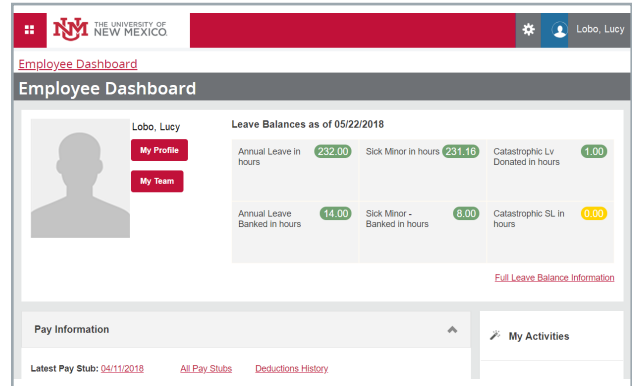 NM THE UNIVERSITY OF
NEW MEXICO.
Lobo, Lucy
Employee Dashboard
Employee Dashboard
Lobo, Lucy
My Profile
My Team
Leave Balances as of 05/22/2018
Annual Leave in hours 232.00
Sick Minor in hours 231.16
Catastrophic Lv Donated in hours 1.00
Annual Leave Banked in hours 14.00
Sick Minor - Banked in hours 8.00
Catastrophic SL in hours 0.00
Full Leave Balance Information
Pay Information
My Activities
Latest Pay Stub: 04/11/2018 All Pay Stubs Deductions History